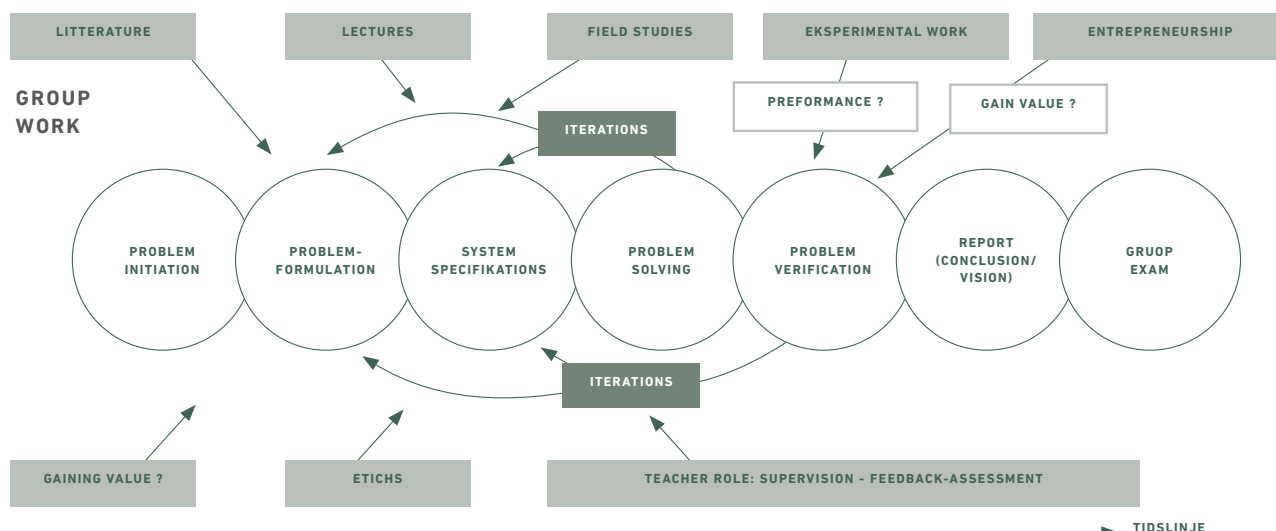 LITTERATURE
LECTURES
FIELD STUDIES
EKSPERIMENTAL WORK
ENTREPRENEURSHIP
GROUP
WORK
PREFORMANCE ?
GAIN VALUE ?
ITERATIONS
PROBLEM
INITIATION
PROBLEM-
FORMULATION
SYSTEM
SPECIFIKATIONS
PROBLEM
SOLVING
PROBLEM
VERIFICATION
REPORT
(CONCLUSION/
VISION)
GRUOP
EXAM
ITERATIONS
GAINING VALUE ?
ETICHS
TEACHER ROLE: SUPERVISION - FEEDBACK-ASSESSMENT
TIDSLINJE